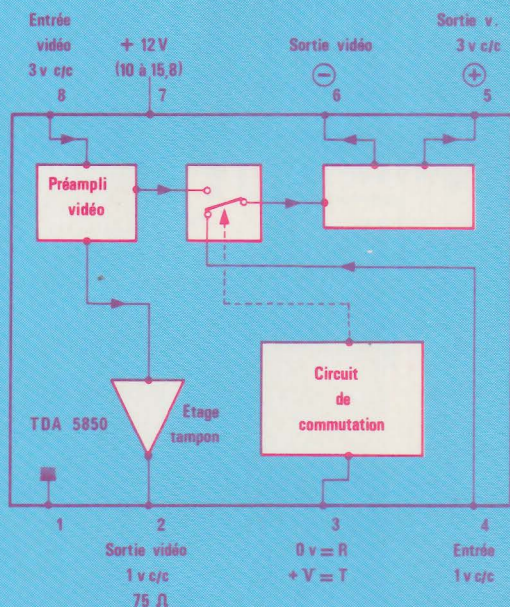 Entrée
vidéo
3 v c/c
8
+ 12 V
(10 à 15,8)
7
Sortie vidéo
−
6
Sortie v.
3 v c/c
+
5
Préampli
vidéo
Circuit
de
commutation
TDA 5850
Etage
tampon
1
2
Sortie vidéo
1 v c/c
75 Ω
3
0 v = R
+ V = T
4
Entrée
1 v c/c